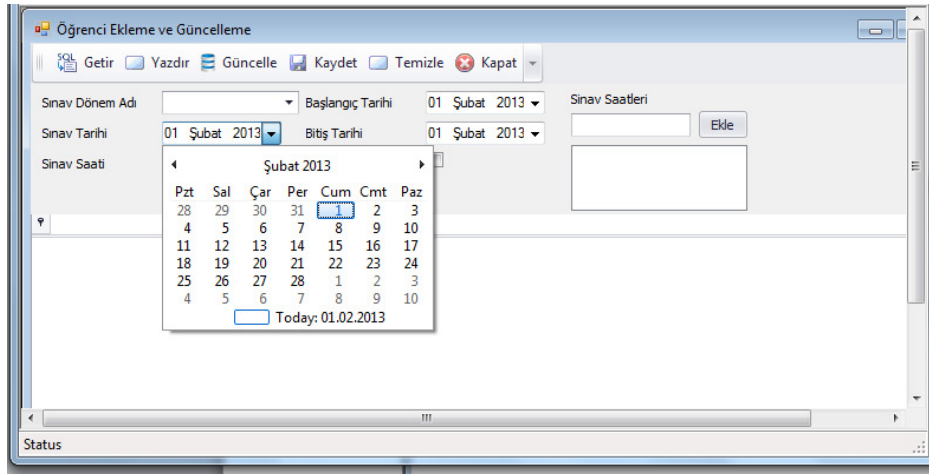 Öğrenci Ekleme ve Güncelleme
SQL Getir Yazdır Güncelle Kaydet Temizle Kapat
Sınav Dönem Adı Başlangıç Tarihi 01 Şubat 2013 Sınav Saatleri
Sınav Tarihi 01 Şubat 2013 Bitiş Tarihi 01 Şubat 2013 Ekle
Sınav Saati
Şubat 2013
Pzt Sal Çar Per Cum Cmt Paz
28 29 30 31 1 2 3
4 5 6 7 8 9 10
11 12 13 14 15 16 17
18 19 20 21 22 23 24
25 26 27 28 1 2 3
4 5 6 7 8 9 10
Today: 01.02.2013
Status